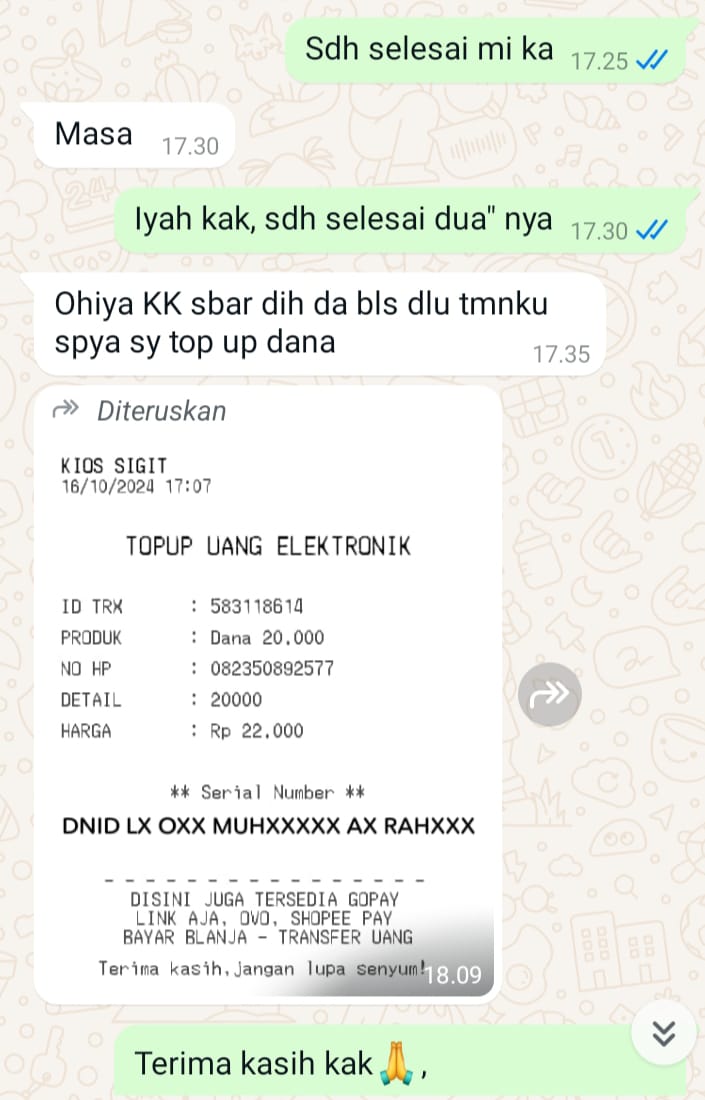 Sdh selesai mi ka 17.25
Masa 17.30
Iyah kak, sdh selesai dua" nya 17.30
Ohiya KK sbar dih da bls dlu tmnku
spya sy top up dana 17.35
Diteruskan
KIOS SIGIT
16/10/2024 17:07
TOPUP UANG ELEKTRONIK
ID TRX : 583118614
PRODUK : Dana 20.000
NO HP : 082350892577
DETAIL : 20000
HARGA : Rp 22.000
** Serial Number **
DNID LX OXX MUHXXXXX AX RAHXXX
DISINI JUGA TERSEDIA GOPAY
LINK AJA, OVO, SHOPEE PAY
BAYAR BLANJA - TRANSFER UANG
Terima kasih,jangan lupa senyum! 18.09
Terima kasih kak🙏,